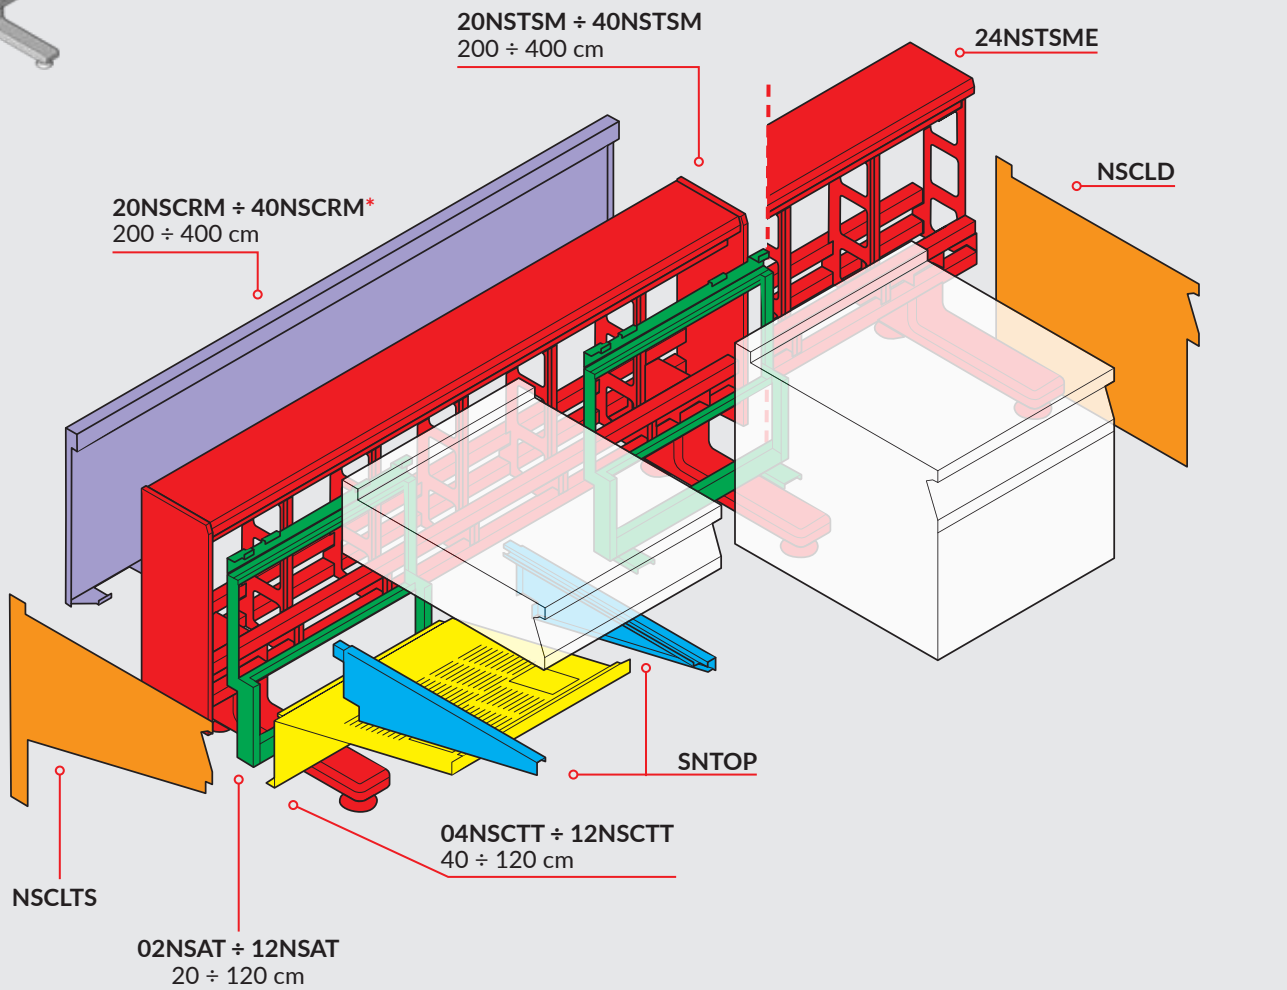 20NSTSM ÷ 40NSTSM
200 ÷ 400 cm
24NSTSME
NSCLD
20NSCRM ÷ 40NSCRM*
200 ÷ 400 cm
SNTOP
04NSCTT ÷ 12NSCTT
40 ÷ 120 cm
NSCLTS
02NSAT ÷ 12NSAT
20 ÷ 120 cm